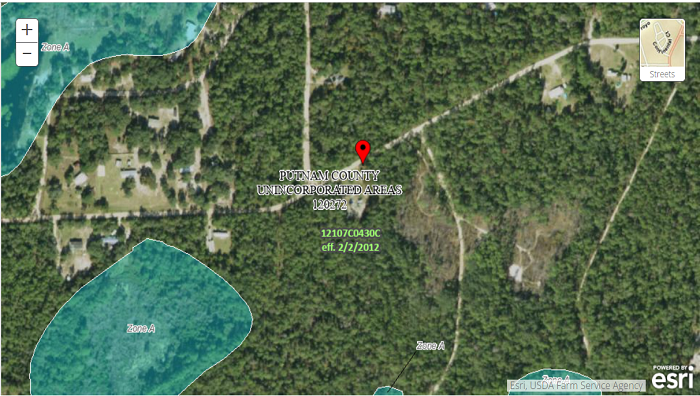 +
−
Zone A
Streets
PUTNAM COUNTY
UNINCORPORATED AREAS
120272
12107C0430C
eff. 2/2/2012
Zone A
Zone A
Zone A
POWERED BY
esri
Esri, USDA Farm Service Agency